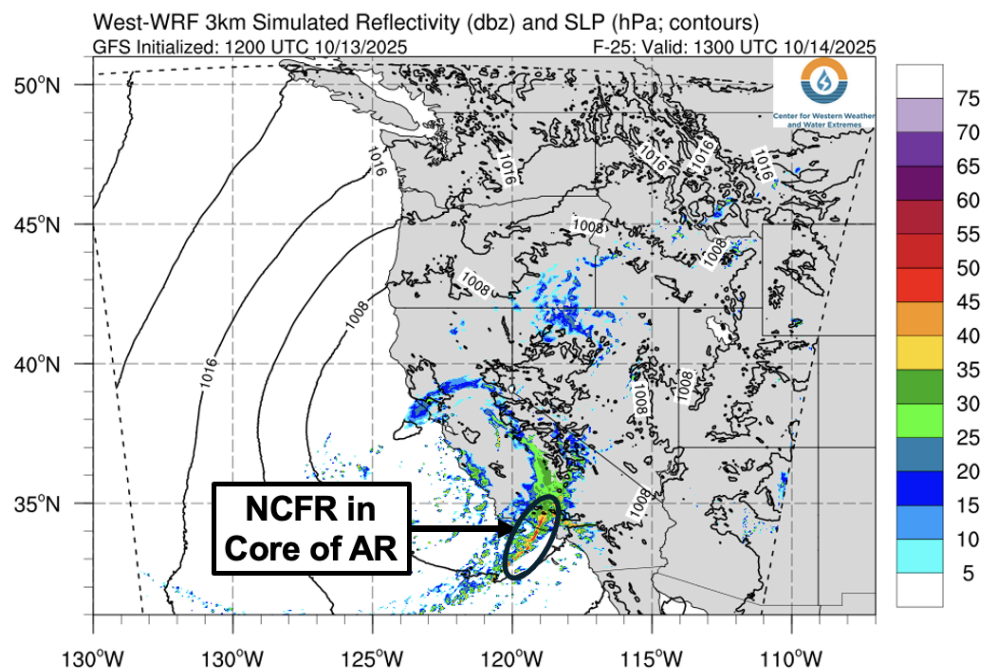 West-WRF 3km Simulated Reflectivity (dbz) and SLP (hPa; contours)
GFS Initialized: 1200 UTC 10/13/2025 F-25: Valid: 1300 UTC 10/14/2025
Center for Western Weather
and Water Extremes
50°N
45°N
40°N
35°N
1016
1016
1016
1016
1016
1008
1008
1008
1008
1016
1008
1008
1008
NCFR in
Core of AR
130°W 130°W 125°W 120°W 115°W 110°W
75
70
65
60
55
50
45
40
35
30
25
20
15
10
5